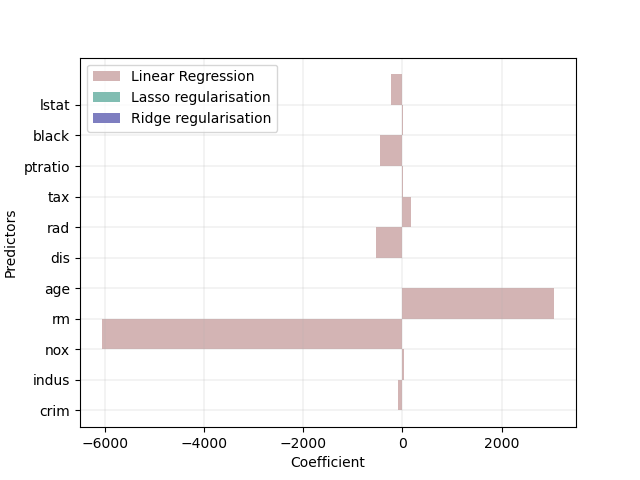 Linear Regression
Lasso regularisation
Ridge regularisation
lstat
black
ptratio
tax
rad
dis
age
rm
nox
indus
crim
Predictors
−6000 −4000 −2000 0 2000
Coefficient